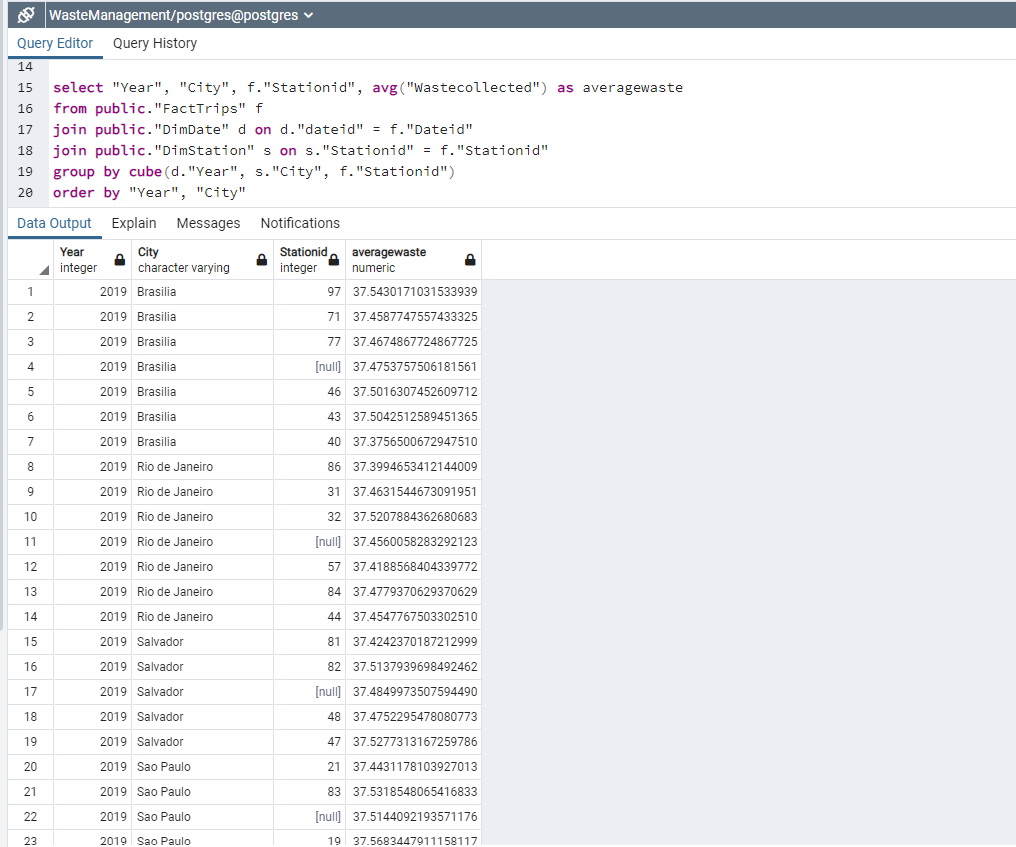 WasteManagement/postgres@postgres
Query Editor Query History
14
15 select "Year", "City", f."Stationid", avg("Wastecollected") as averagewaste
16 from public."FactTrips" f
17 join public."DimDate" d on d."dateid" = f."Dateid"
18 join public."DimStation" s on s."Stationid" = f."Stationid"
19 group by cube(d."Year", s."City", f."Stationid")
20 order by "Year", "City"
Data Output Explain Messages Notifications
Year City Stationid averagewaste
integer character varying integer numeric
1 2019 Brasilia 97 37.5430171031533939
2 2019 Brasilia 71 37.4587747557433325
3 2019 Brasilia 77 37.4674867724867725
4 2019 Brasilia [null] 37.4753757506181561
5 2019 Brasilia 46 37.5016307452609712
6 2019 Brasilia 43 37.5042512589451365
7 2019 Brasilia 40 37.3756500672947510
8 2019 Rio de Janeiro 86 37.3994653412144009
9 2019 Rio de Janeiro 31 37.4631544673091951
10 2019 Rio de Janeiro 32 37.5207884362680683
11 2019 Rio de Janeiro [null] 37.4560058283292123
12 2019 Rio de Janeiro 57 37.4188568404339772
13 2019 Rio de Janeiro 84 37.4779370629370629
14 2019 Rio de Janeiro 44 37.4547767503302510
15 2019 Salvador 81 37.4242370187212999
16 2019 Salvador 82 37.5137939698492462
17 2019 Salvador [null] 37.4849973507594490
18 2019 Salvador 48 37.4752295478080773
19 2019 Salvador 47 37.5277313167259786
20 2019 Sao Paulo 21 37.4431178103927013
21 2019 Sao Paulo 83 37.5318548065416833
22 2019 Sao Paulo [null] 37.5144092193571176
23 2019 Sao Paulo 19 37.5683447911158117